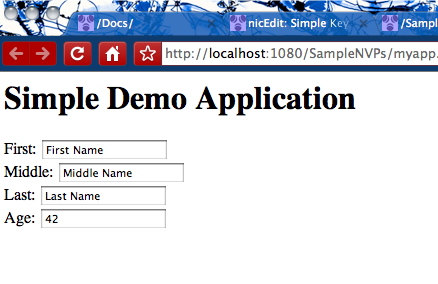 /Docs/ nicEdit: Simple Key /Sampl
http://localhost:1080/SampleNVPs/myapp.
Simple Demo Application
First: First Name
Middle: Middle Name
Last: Last Name
Age: 42